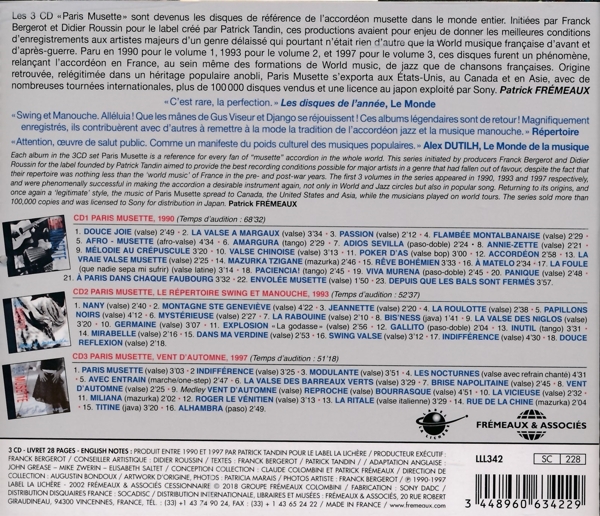 Les 3 CD «Paris Musette» sont devenus les disques de référence de l'accordéon musette dans le monde entier. Initiées par Franck
Bergerot et Didier Roussin pour le label créé par Patrick Tandin, ces productions avaient pour enjeu de donner les meilleures conditions
d'enregistrements aux artistes majeurs d'un genre délaissé qui pourtant n'était rien d'autre que la World musique française d'avant et
d'après-guerre. Paru en 1990 pour le volume 1, 1993 pour le volume 2, et 1997 pour le volume 3, ces disques furent un phénomène,
relançant l'accordéon en France, au sein même des formations de World music, de jazz que de chansons françaises. Origine
retrouvée, relégitimée dans un héritage populaire anobli, Paris Musette s'exporta aux États-Unis, au Canada et en Asie, avec de
nombreuses tournées internationales, plus de 100 000 disques vendus et une licence au japon exploité par Sony. Patrick FRÉMEAUX
«C'est rare, la perfection.» Les disques de l'année, Le Monde
«Swing et Manouche. Alléluia! Que les mânes de Gus Viseur et Django se réjouissent! Ces albums légendaires sont de retour! Magnifiquement
enregistrés, ils contribuèrent avec d'autres à remettre à la mode la tradition de l'accordéon jazz et la musique manouche.» Répertoire
«Attention, œuvre de salut public. Comme un manifeste du poids culturel des musiques populaires.» Alex DUTILH, Le Monde de la musique
Each album in the 3CD set Paris Musette is a reference for every fan of "musette" accordion in the whole world. This series initiated by producers Franck Bergerot and Didier
Roussin for the label founded by Patrick Tandin aimed to provide the best recording conditions possible for major artists in a genre that had fallen out of favour, despite the fact that
their repertoire was nothing less than the 'world music' of France in the pre- and post-war years. The first 3 volumes in the series appeared in 1990, 1993 and 1997 respectively,
and were phenomenally successful in making the accordion a desirable instrument again, not only in World and Jazz circles but also in popular song. Returning to its origins, and
once again a "legitimate" style, the music of Paris Musette spread to Canada, the United States and Asia, while the musicians played on world tours. The series sold more than
100,000 copies and was licensed to Sony for distribution in Japan. Patrick FRÉMEAUX
CD1 PARIS MUSETTE, 1990 (Temps d'audition : 68'32)
1. DOUCE JOIE (valse) 2'49 - 2. LA VALSE A MARGAUX (valse) 3'34 - 3. PASSION (valse) 2'12 - 4. FLAMBÉE MONTALBANAISE (valse) 2'29 -
5. AFRO - MUSETTE (afro-valse) 4'34 - 6. AMARGURA (tango) 2'29 - 7. ADIOS SEVILLA (paso-doble) 2'24 - 8. ANNIE-ZETTE (valse) 2'21 -
9. MÉLODIE AU CRÉPUSCULE 3'20 - 10. VALSE CHINOISE (valse) 3'13 - 11. POKER D'AS (valse bop) 3'00 - 12. ACCORDÉON 2'58 - 13. LA
VRAIE VALSE MUSETTE 2'25 - 14. MAZURKA TZIGANE (mazurka) 2'46 - 15. RÊVE BOHÉMIEN 3'33 - 16. À MATELO 2'34 - 17. LA FOULE
(que nadie sepa mi sufrir) (valse latine) 3'14 - 18. PACIENCIA! (tango) 2'45 - 19. VIVA MURENA (paso-doble) 2'45 - 20. PANIQUE (valse) 2'48 -
21. À PARIS DANS CHAQUE FAUBOURG 3'32 - 22. ENVOLÉE MUSETTE (valse) 1'50 - 23. DEPUIS QUE LES BALS SONT FERMÉS 3'57.
CD2 PARIS MUSETTE, LE RÉPERTOIRE SWING ET MANOUCHE, 1993 (Temps d'audition : 52'37)
1. NANY (valse) 2'40 - 2. MONTAGNE STE GENEVIÈVE (valse) 4'22 - 3. JEANNETTE (valse) 2'20 - 4. LA ROULOTTE (valse) 2'38 - 5. PAPILLONS
NOIRS (valse) 4'12 - 6. MYSTÉRIEUSE (valse) 2'27 - 7. LA RABOUINE (valse) 2'10 - 8. BIS'NESS (java) 1'41 - 9. LA VALSE DES NIGLOS (valse)
3'20 - 10. GERMAINE (valse) 3'07 - 11. EXPLOSION «La godasse» (valse) 2'56 - 12. GALLITO (paso-doble) 2'04 - 13. INUTIL (tango) 3'31 -
14. MIRABELLE (valse) 2'16 - 15. DANS MA VERDINE (valse) 2'53 - 16. SWING VALSE (valse) 3'12 - 17. INDIFFÉRENCE (valse) 4'30 - 18. DOUCE
REFLEXION (valse) 2'18.
CD3 PARIS MUSETTE, VENT D'AUTOMNE, 1997 (Temps d'audition : 51'18)
1. PARIS MUSETTE (valse) 3'03 - 2 INDIFFÉRENCE (valse) 3'25 - 3. MODULANTE (valse) 3'51 - 4. LES NOCTURNES (valse avec refrain chanté) 4'31
5. AVEC ENTRAIN (marche/one-step) 2'47 - 6. LA VALSE DES BARREAUX VERTS (valse) 3'29 - 7. BRISE NAPOLITAINE (valse) 2'45 - 8. VENT
D'AUTOMNE (valse) 2'25 - 9. Medley VENT D'AUTOMNE (valse) REPROCHE (valse) BOURRASQUE (valse) 4'51 - 10. LA VICIEUSE (valse) 2'32 -
11. MILIANA (mazurka) 2'02 - 12. ROGER LE VÉNITIEN (valse) 3'13 - 13. LA RITALE (valse italienne) 3'29 - 14. RUE DE LA CHINE (mazurka) 2'04
- 15. TITINE (java) 3'20 - 16. ALHAMBRA (paso) 2'49.
FRÉMEAUX & ASSOCIÉS
3 CD - LIVRET 28 PAGES - ENGLISH NOTES : PRODUIT ENTRE 1990 ET 1997 PAR PATRICK TANDIN POUR LE LABEL LA LICHÈRE / PRODUCTEUR EXÉCUTIF :
FRANCK BERGEROT / CONSEILLER ARTISTIQUE : DIDIER ROUSSIN / TEXTES : FRANCK BERGEROT / PATRICK TANDIN / ADAPTATION ANGLAISE :
JOHN GREASE – MIKE ZWERIN – ELISABETH SALTET / CONCEPTION COLLECTION : CLAUDE COLOMBINI ET PATRICK FRÉMEAUX / DIRECTION DE
COLLECTION : AUGUSTIN BONDOUX / ARTWORK D'ORIGINE, PHOTOS : PATRICIA MARAIS / PHOTOS ARTISTES : FRANCK BERGEROT / ℗ 1990-1997
LABEL LA LICHÈRE - 2002 FRÉMEAUX & ASSOCIÉS CESSIONNAIRE © 2018 GROUPE FRÉMEAUX COLOMBINI / FABRICATION : SONY DADC /
DISTRIBUTION DISQUAIRES FRANCE : SOCADISC / DISTRIBUTION INTERNATIONALE, LIBRAIRES ET MUSÉES : FRÉMEAUX & ASSOCIÉS, 20 RUE ROBERT
GIRAUDINEAU, 94300 VINCENNES, FRANCE - TÉL. (33) + 01 43 74 90 24, FAX (33) + 01 43 65 24 22 / MADE IN FRANCE / www.fremeaux.com
LLL342
SC 228
3 448960 634229